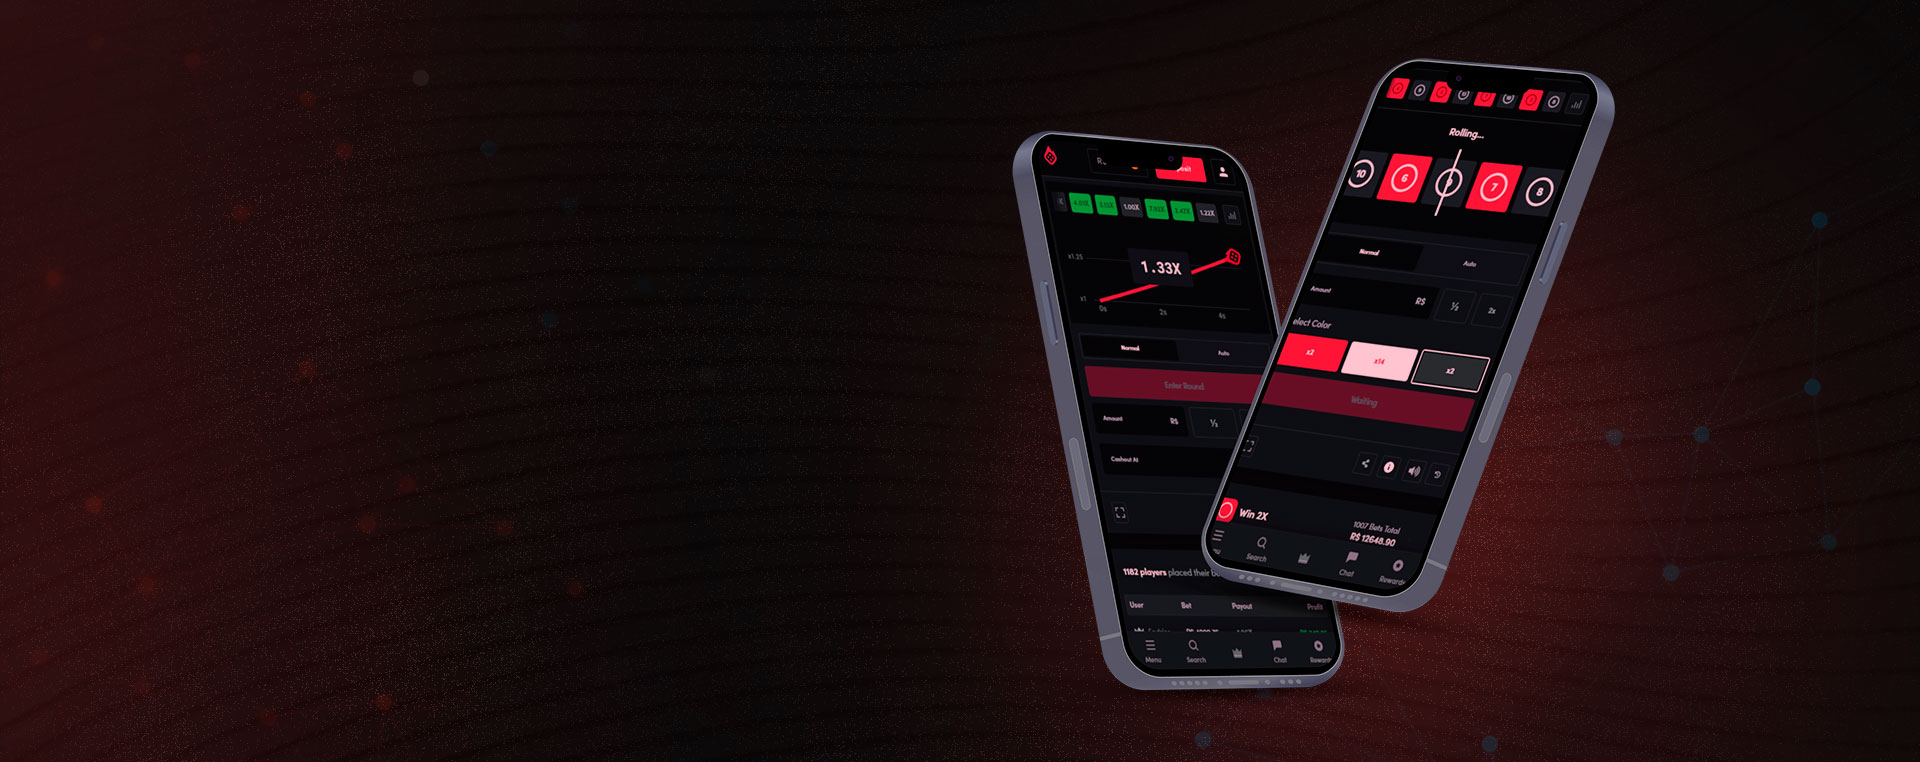 1.00X
1.22X
x1.25
1.33X
x1
0s
2s
4s
Normal
Auto
Enter Round
Amount
R$
½
Cashout At
1182 players placed their
User
Bet
Payout
Profit
Menu
Search
Chat
Rolling...
10
6
7
8
Normal
Auto
Amount
R$
½
2x
elect Color
x2
x14
x2
Waiting
Win 2X
1007 Bets Total
R$ 12648.90
Search
Chat
Rewards